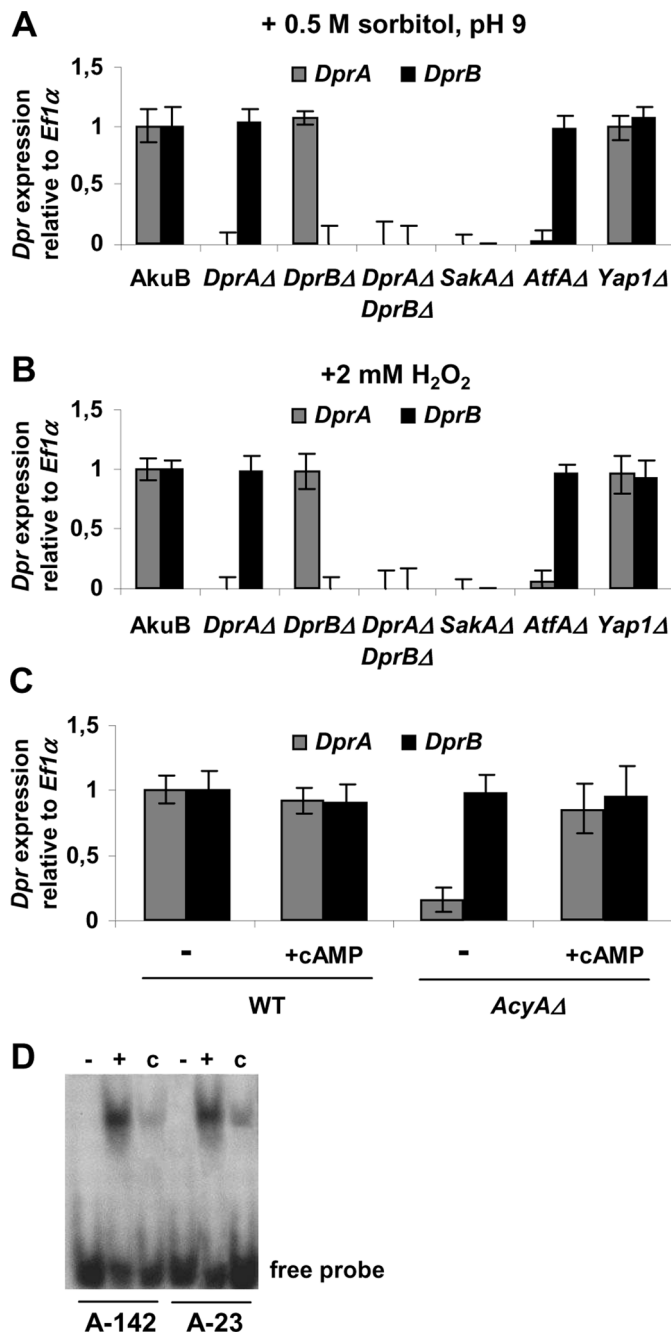 A
+ 0.5 M sorbitol, pH 9
DprA DprB
Dpr expression
relative to Ef1α
1,5
1
0,5
0
AkuB DprAΔ DprBΔ DprAΔ SakAΔ AtfAΔ Yap1Δ
DprBΔ
B
+2 mM H₂O₂
DprA DprB
Dpr expression
relative to Ef1α
1,5
1
0,5
0
AkuB DprAΔ DprBΔ DprAΔ SakAΔ AtfAΔ Yap1Δ
DprBΔ
C
DprA DprB
Dpr expression
relative to Ef1α
1,5
1
0,5
0
- +cAMP - +cAMP
WT AcyAΔ
D
- + c - + c
free probe
A-142 A-23